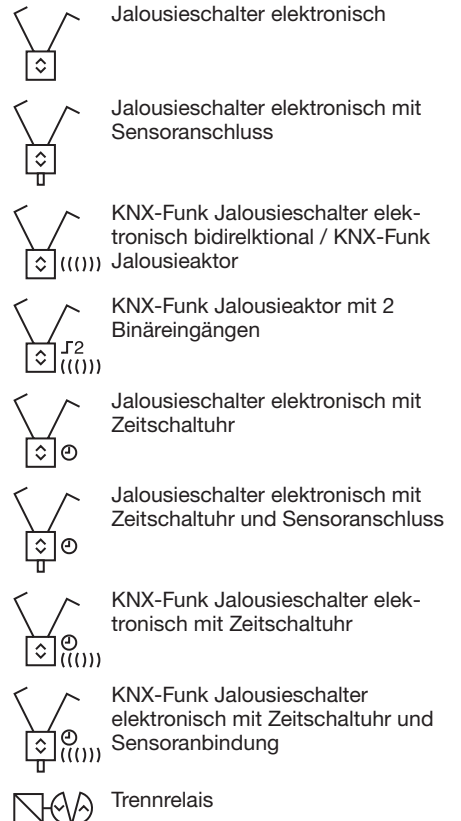 Jalousieschalter elektronisch
Jalousieschalter elektronisch mit
Sensoranschluss
KNX-Funk Jalousieschalter elek-
tronisch bidirelktional / KNX-Funk
Jalousieaktor
KNX-Funk Jalousieaktor mit 2
Binäreingängen
2
Jalousieschalter elektronisch mit
Zeitschaltuhr
Jalousieschalter elektronisch mit
Zeitschaltuhr und Sensoranschluss
KNX-Funk Jalousieschalter elek-
tronisch mit Zeitschaltuhr
KNX-Funk Jalousieschalter
elektronisch mit Zeitschaltuhr und
Sensoranbindung
Trennrelais